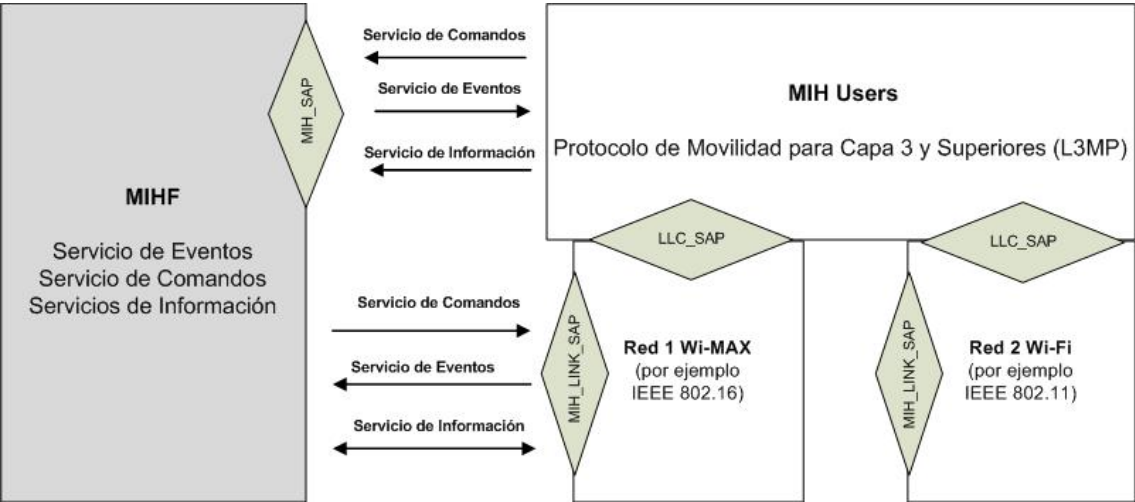 MIHF
Servicio de Eventos
Servicio de Comandos
Servicios de Información
MIH_SAP
Servicio de Comandos
Servicio de Eventos
Servicio de Información
MIH Users
Protocolo de Movilidad para Capa 3 y Superiores (L3MP)
LLC_SAP
LLC_SAP
Servicio de Comandos
Servicio de Eventos
Servicio de Información
MIH_LINK_SAP
Red 1 Wi-MAX
(por ejemplo
IEEE 802.16)
MIH_LINK_SAP
Red 2 Wi-Fi
(por ejemplo
IEEE 802.11)